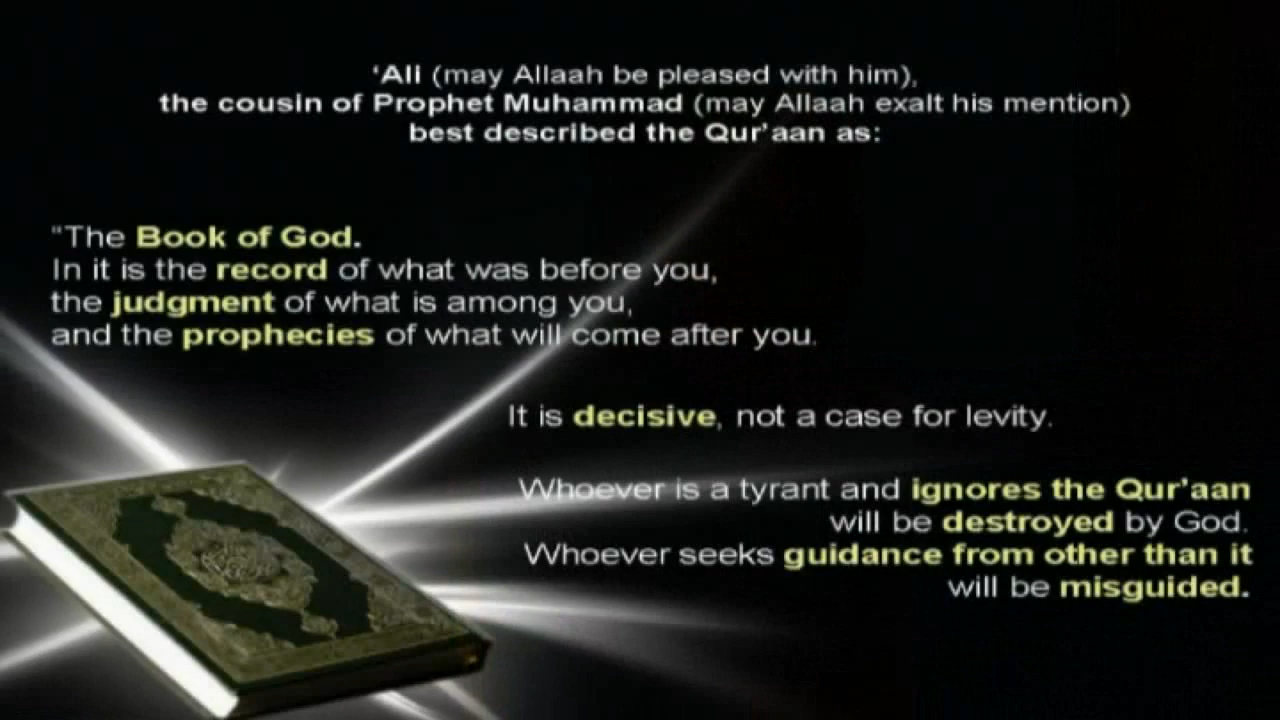 ‘Ali (may Allaah be pleased with him),
the cousin of Prophet Muhammad (may Allaah exalt his mention)
best described the Qur’aan as:
“The Book of God.
In it is the record of what was before you,
the judgment of what is among you,
and the prophecies of what will come after you.
It is decisive, not a case for levity.
Whoever is a tyrant and ignores the Qur’aan
will be destroyed by God.
Whoever seeks guidance from other than it
will be misguided.